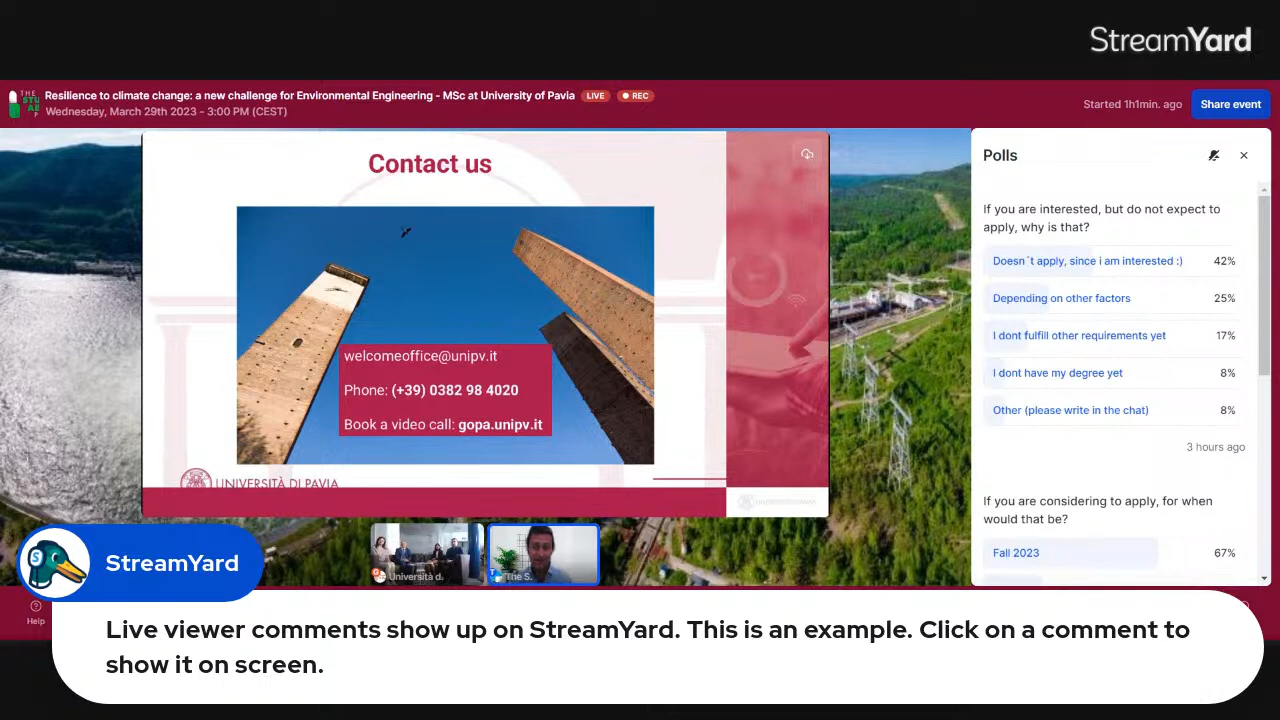 StreamYard
THE
STU
Resilience to climate change: a new challenge for Environmental Engineering - MSc at University of Pavia
LIVE
REC
Wednesday, March 29th 2023 - 3:00 PM (CEST)
Started 1h1min. ago
Share event
Contact us
welcomeoffice@unipv.it
Phone: (+39) 0382 98 4020
Book a video call: gopa.unipv.it
UNIVERSITÀ DI PAVIA
Polls
If you are interested, but do not expect to
apply, why is that?
Doesn´t apply, since i am interested :) 42%
Depending on other factors 25%
I dont fulfill other requirements yet 17%
I dont have my degree yet 8%
Other (please write in the chat) 8%
3 hours ago
If you are considering to apply, for when
would that be?
Fall 2023 67%
Università d.
The S.
S
StreamYard
Help
Live viewer comments show up on StreamYard. This is an example. Click on a comment to
show it on screen.